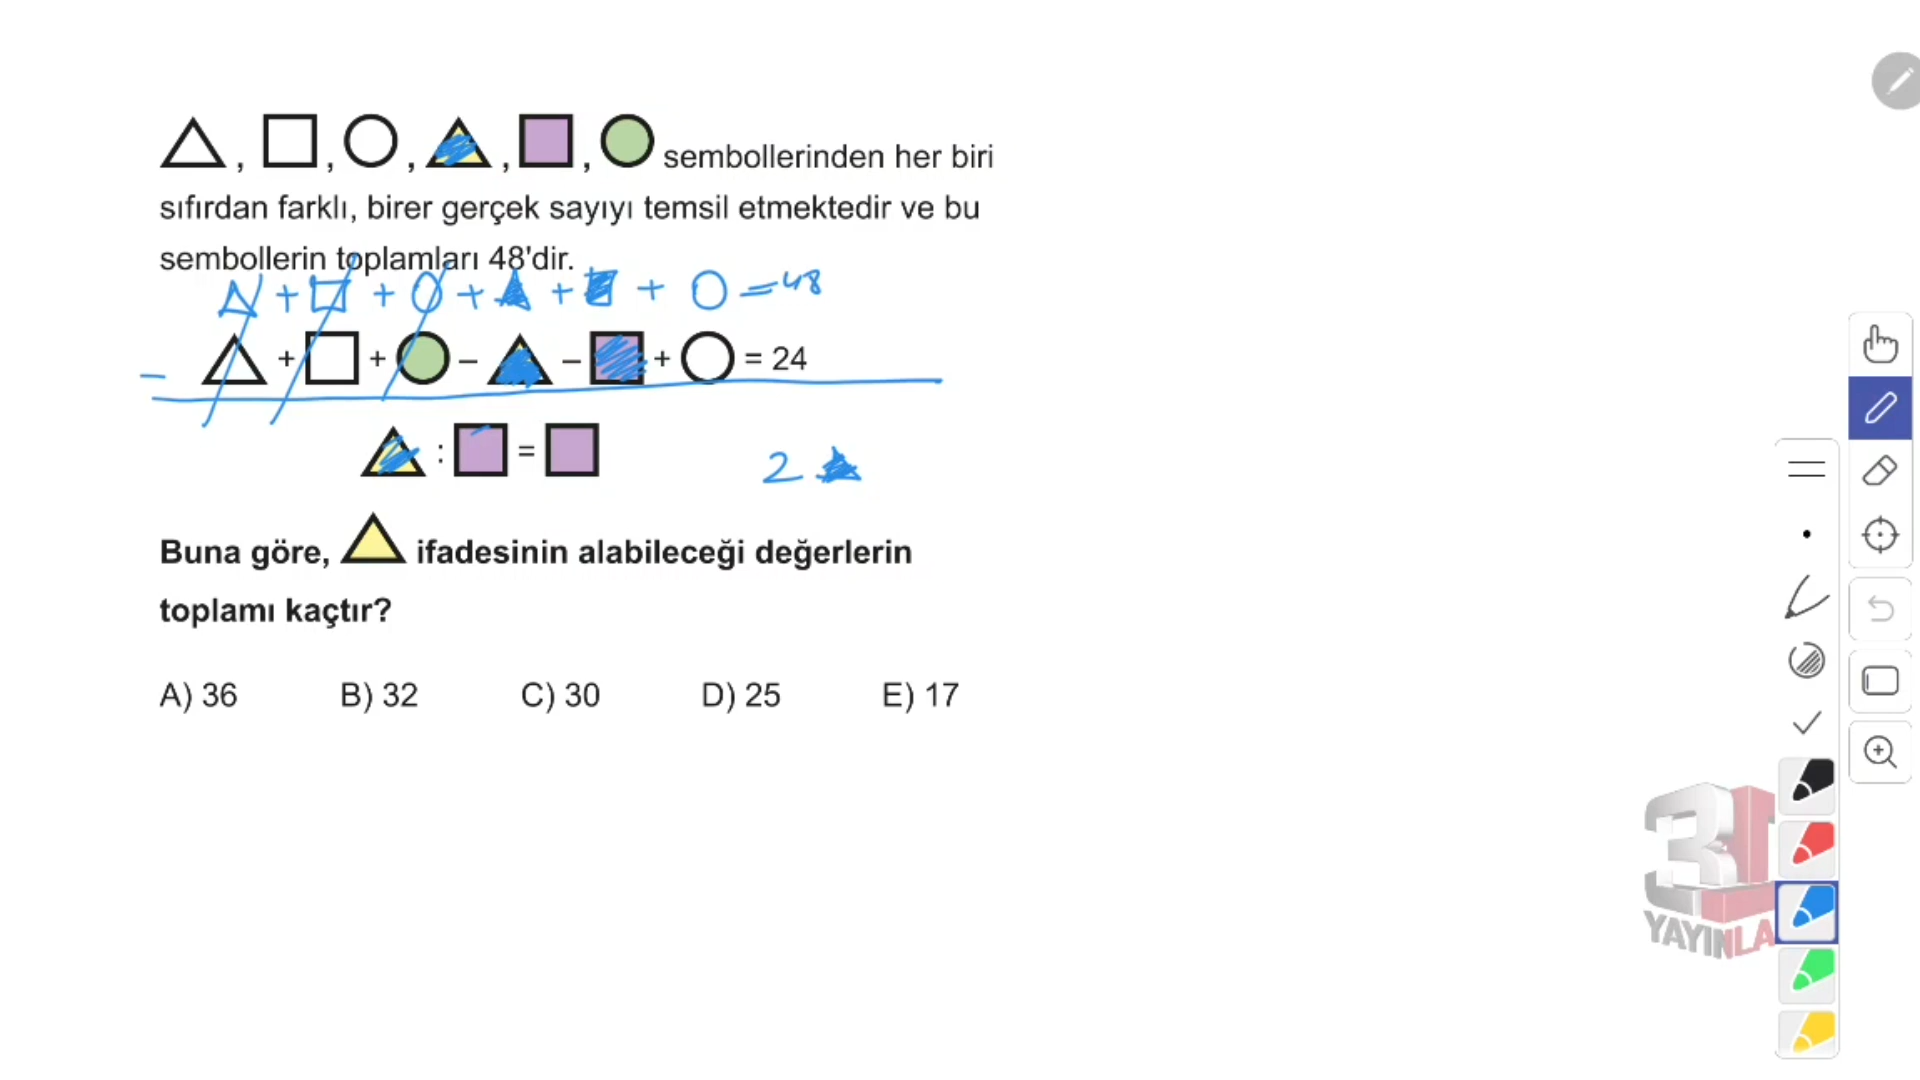 △, □, ○, ▲, ■, ● sembollerinden her biri
sıfırdan farklı, birer gerçek sayıyı temsil etmektedir ve bu
sembollerin toplamları 48'dir.
△ + □ + ○ + ▲ + ■ + ○ = 48
△ + □ + ● – ▲ – ■ + ○ = 24
–
▲ : ■ = ■
2 ▲
Buna göre, ▲ ifadesinin alabileceği değerlerin
toplamı kaçtır?
A) 36 B) 32 C) 30 D) 25 E) 17
3D
YAYINLA